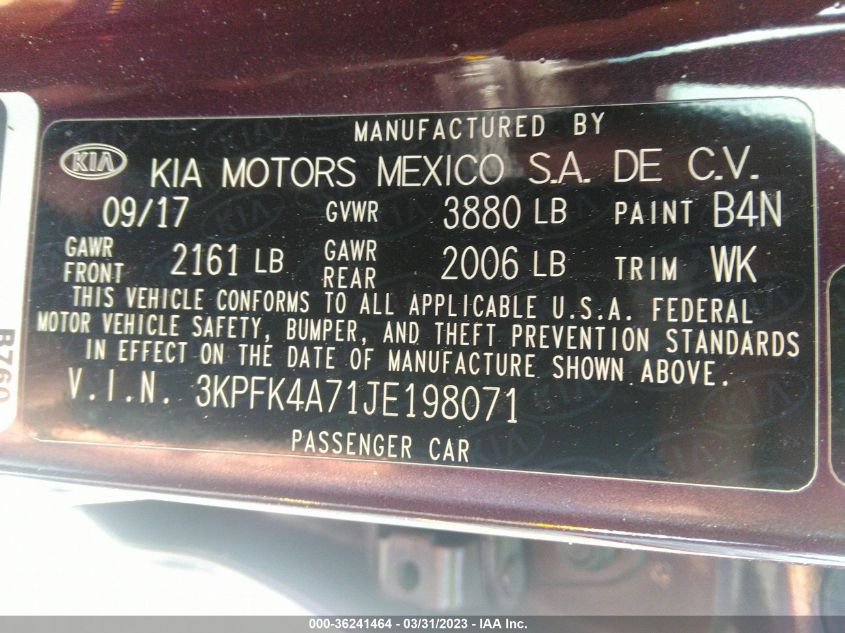 MANUFACTURED BY
KIA KIA MOTORS MEXICO S.A. DE C.V.
09/17 GVWR 3880 LB PAINT B4N
GAWR FRONT 2161 LB GAWR REAR 2006 LB TRIM WK
THIS VEHICLE CONFORMS TO ALL APPLICABLE U.S.A. FEDERAL
MOTOR VEHICLE SAFETY, BUMPER, AND THEFT PREVENTION STANDARDS
IN EFFECT ON THE DATE OF MANUFACTURE SHOWN ABOVE.
V.I.N. 3KPFK4A71JE198071
PASSENGER CAR
B760
000-36241464 - 03/31/2023 - IAA Inc.